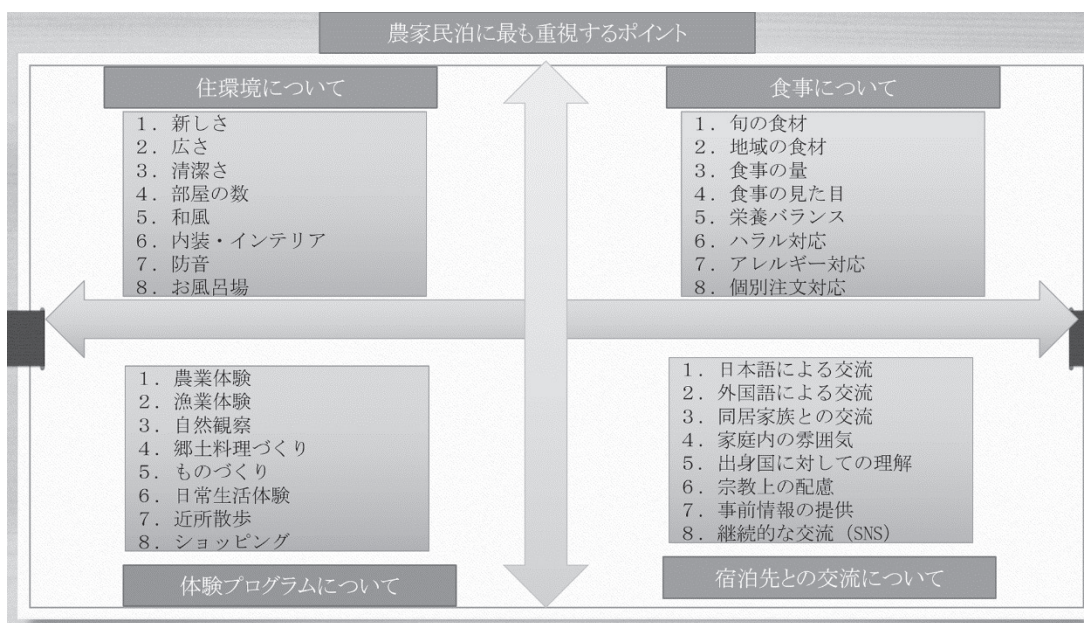 農家民泊に最も重視するポイント
住環境について
1．新しさ
2．広さ
3．清潔さ
4．部屋の数
5．和風
6．内装・インテリア
7．防音
8．お風呂場
食事について
1．旬の食材
2．地域の食材
3．食事の量
4．食事の見た目
5．栄養バランス
6．ハラル対応
7．アレルギー対応
8．個別注文対応
1．農業体験
2．漁業体験
3．自然観察
4．郷土料理づくり
5．ものづくり
6．日常生活体験
7．近所散歩
8．ショッピング
体験プログラムについて
1．日本語による交流
2．外国語による交流
3．同居家族との交流
4．家庭内の雰囲気
5．出身国に対しての理解
6．宗教上の配慮
7．事前情報の提供
8．継続的な交流（SNS）
宿泊先との交流について